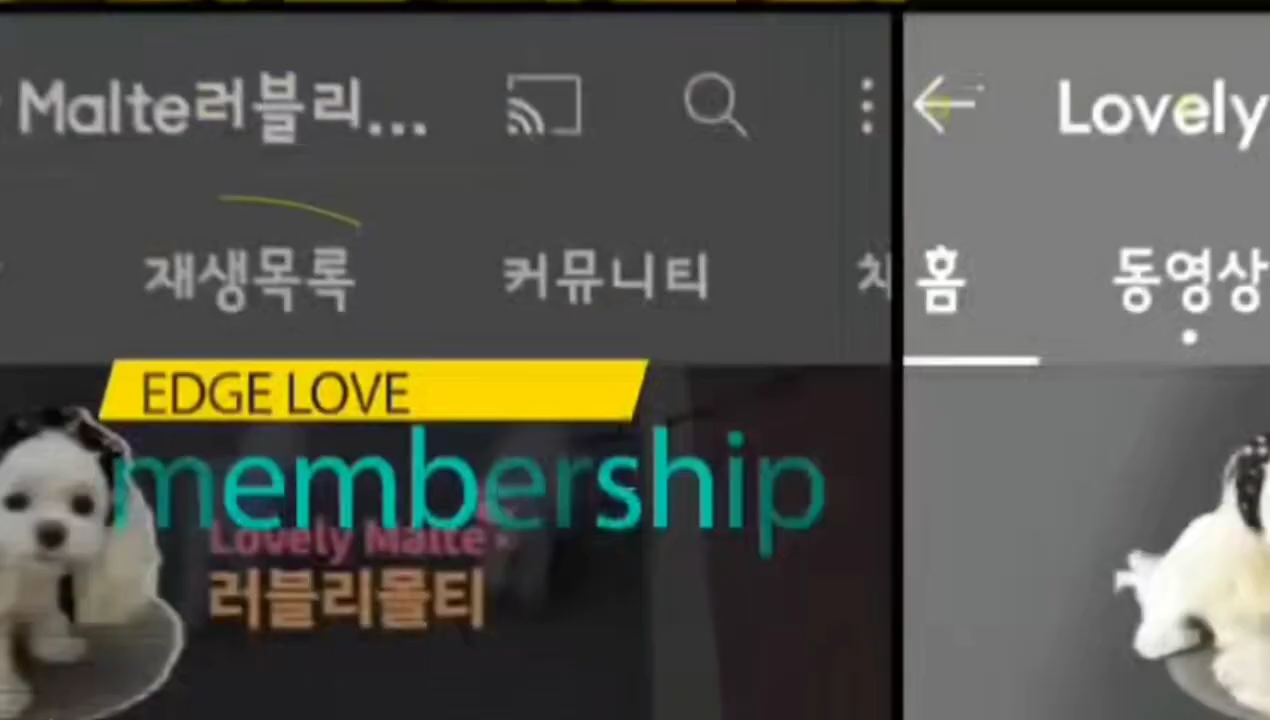 Malte러블리...
재생목록 커뮤니티
EDGE LOVE
membership
Lovely Malte
러블리몰티
Lovely
홈 동영상